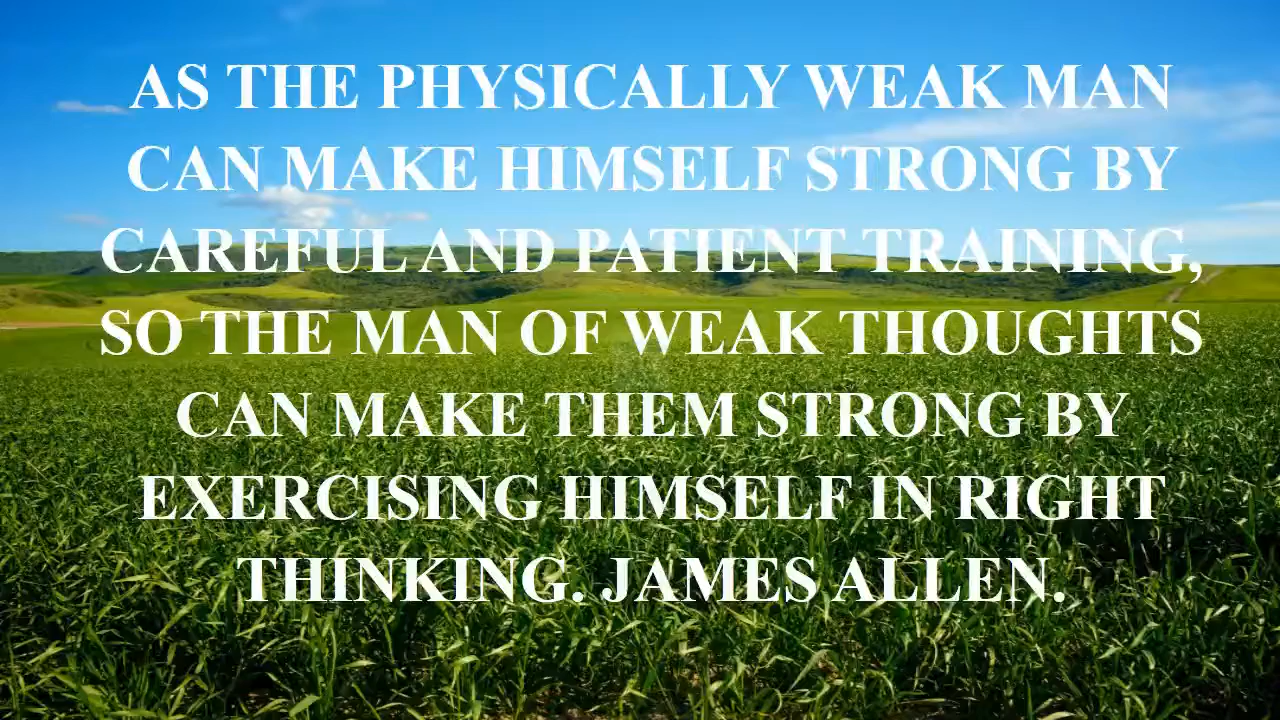 AS THE PHYSICALLY WEAK MAN
CAN MAKE HIMSELF STRONG BY
CAREFUL AND PATIENT TRAINING,
SO THE MAN OF WEAK THOUGHTS
CAN MAKE THEM STRONG BY
EXERCISING HIMSELF IN RIGHT
THINKING. JAMES ALLEN.